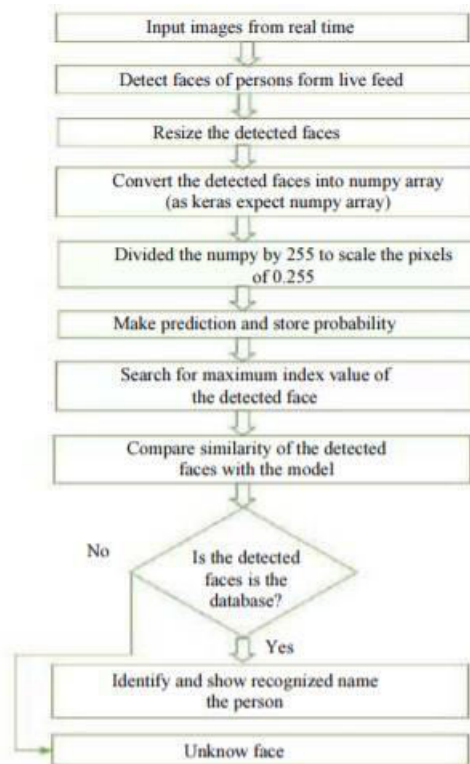 Input images from real time
Detect faces of persons form live feed
Resize the detected faces
Convert the detected faces into numpy array
(as keras expect numpy array)
Divided the numpy by 255 to scale the pixels
of 0.255
Make prediction and store probability
Search for maximum index value of
the detected face
Compare similarity of the detected
faces with the model
No
Is the detected
faces is the
database?
Yes
Identify and show recognized name
the person
Unknow face